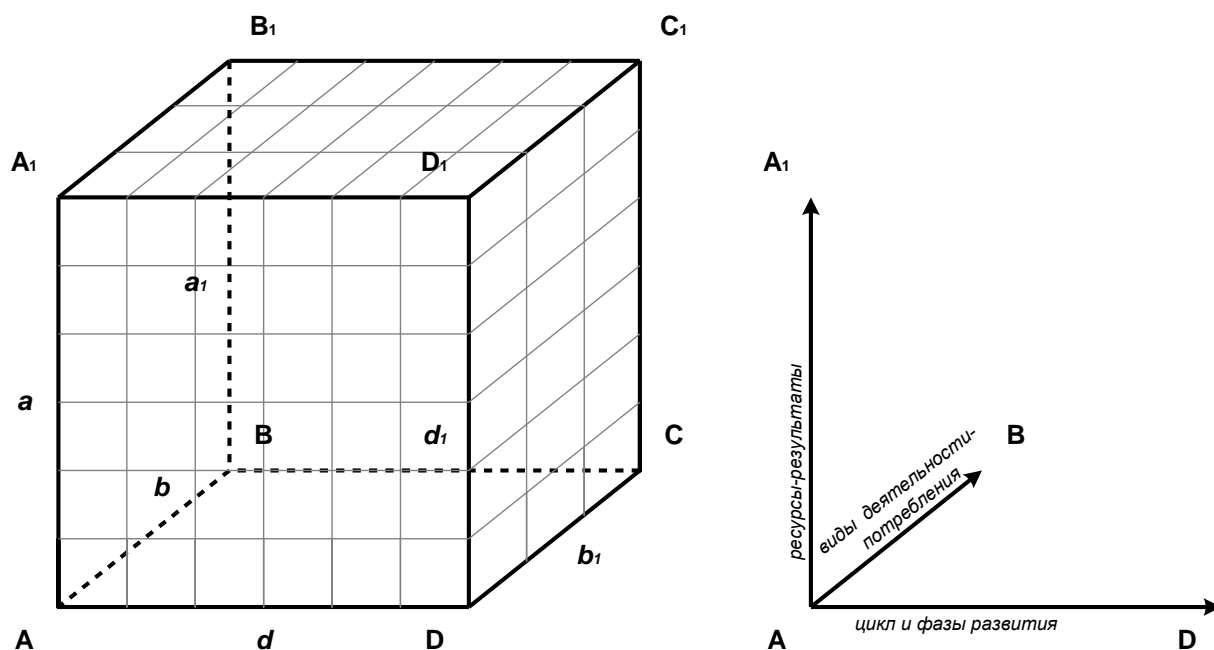 B₁
C₁
A₁
D₁
a₁
a
B
d₁
C
b
b₁
A
d
D
A₁
ресурсы-результаты
виды деятельности-
потребления
B
A
цикл и фазы развития
D